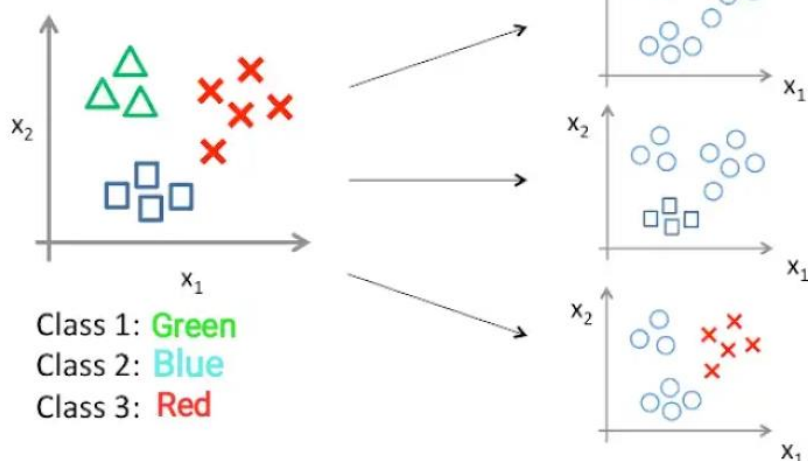 x₂
x₁
Class 1: Green
Class 2: Blue
Class 3: Red
x₁
x₂
x₁
x₂
x₁